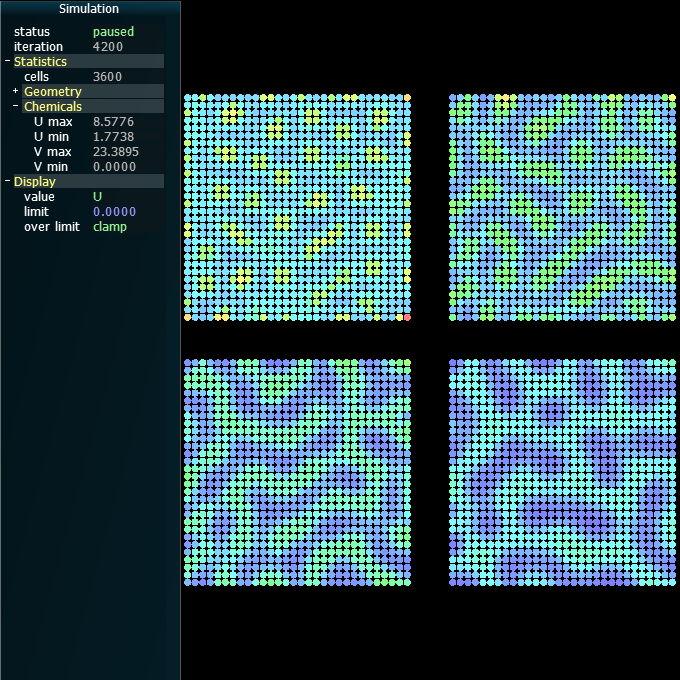 Simulation
status paused
iteration 4200
- Statistics
cells 3600
+ Geometry
- Chemicals
U max 8.5776
U min 1.7738
V max 23.3895
V min 0.0000
- Display
value U
limit 0.0000
over limit clamp